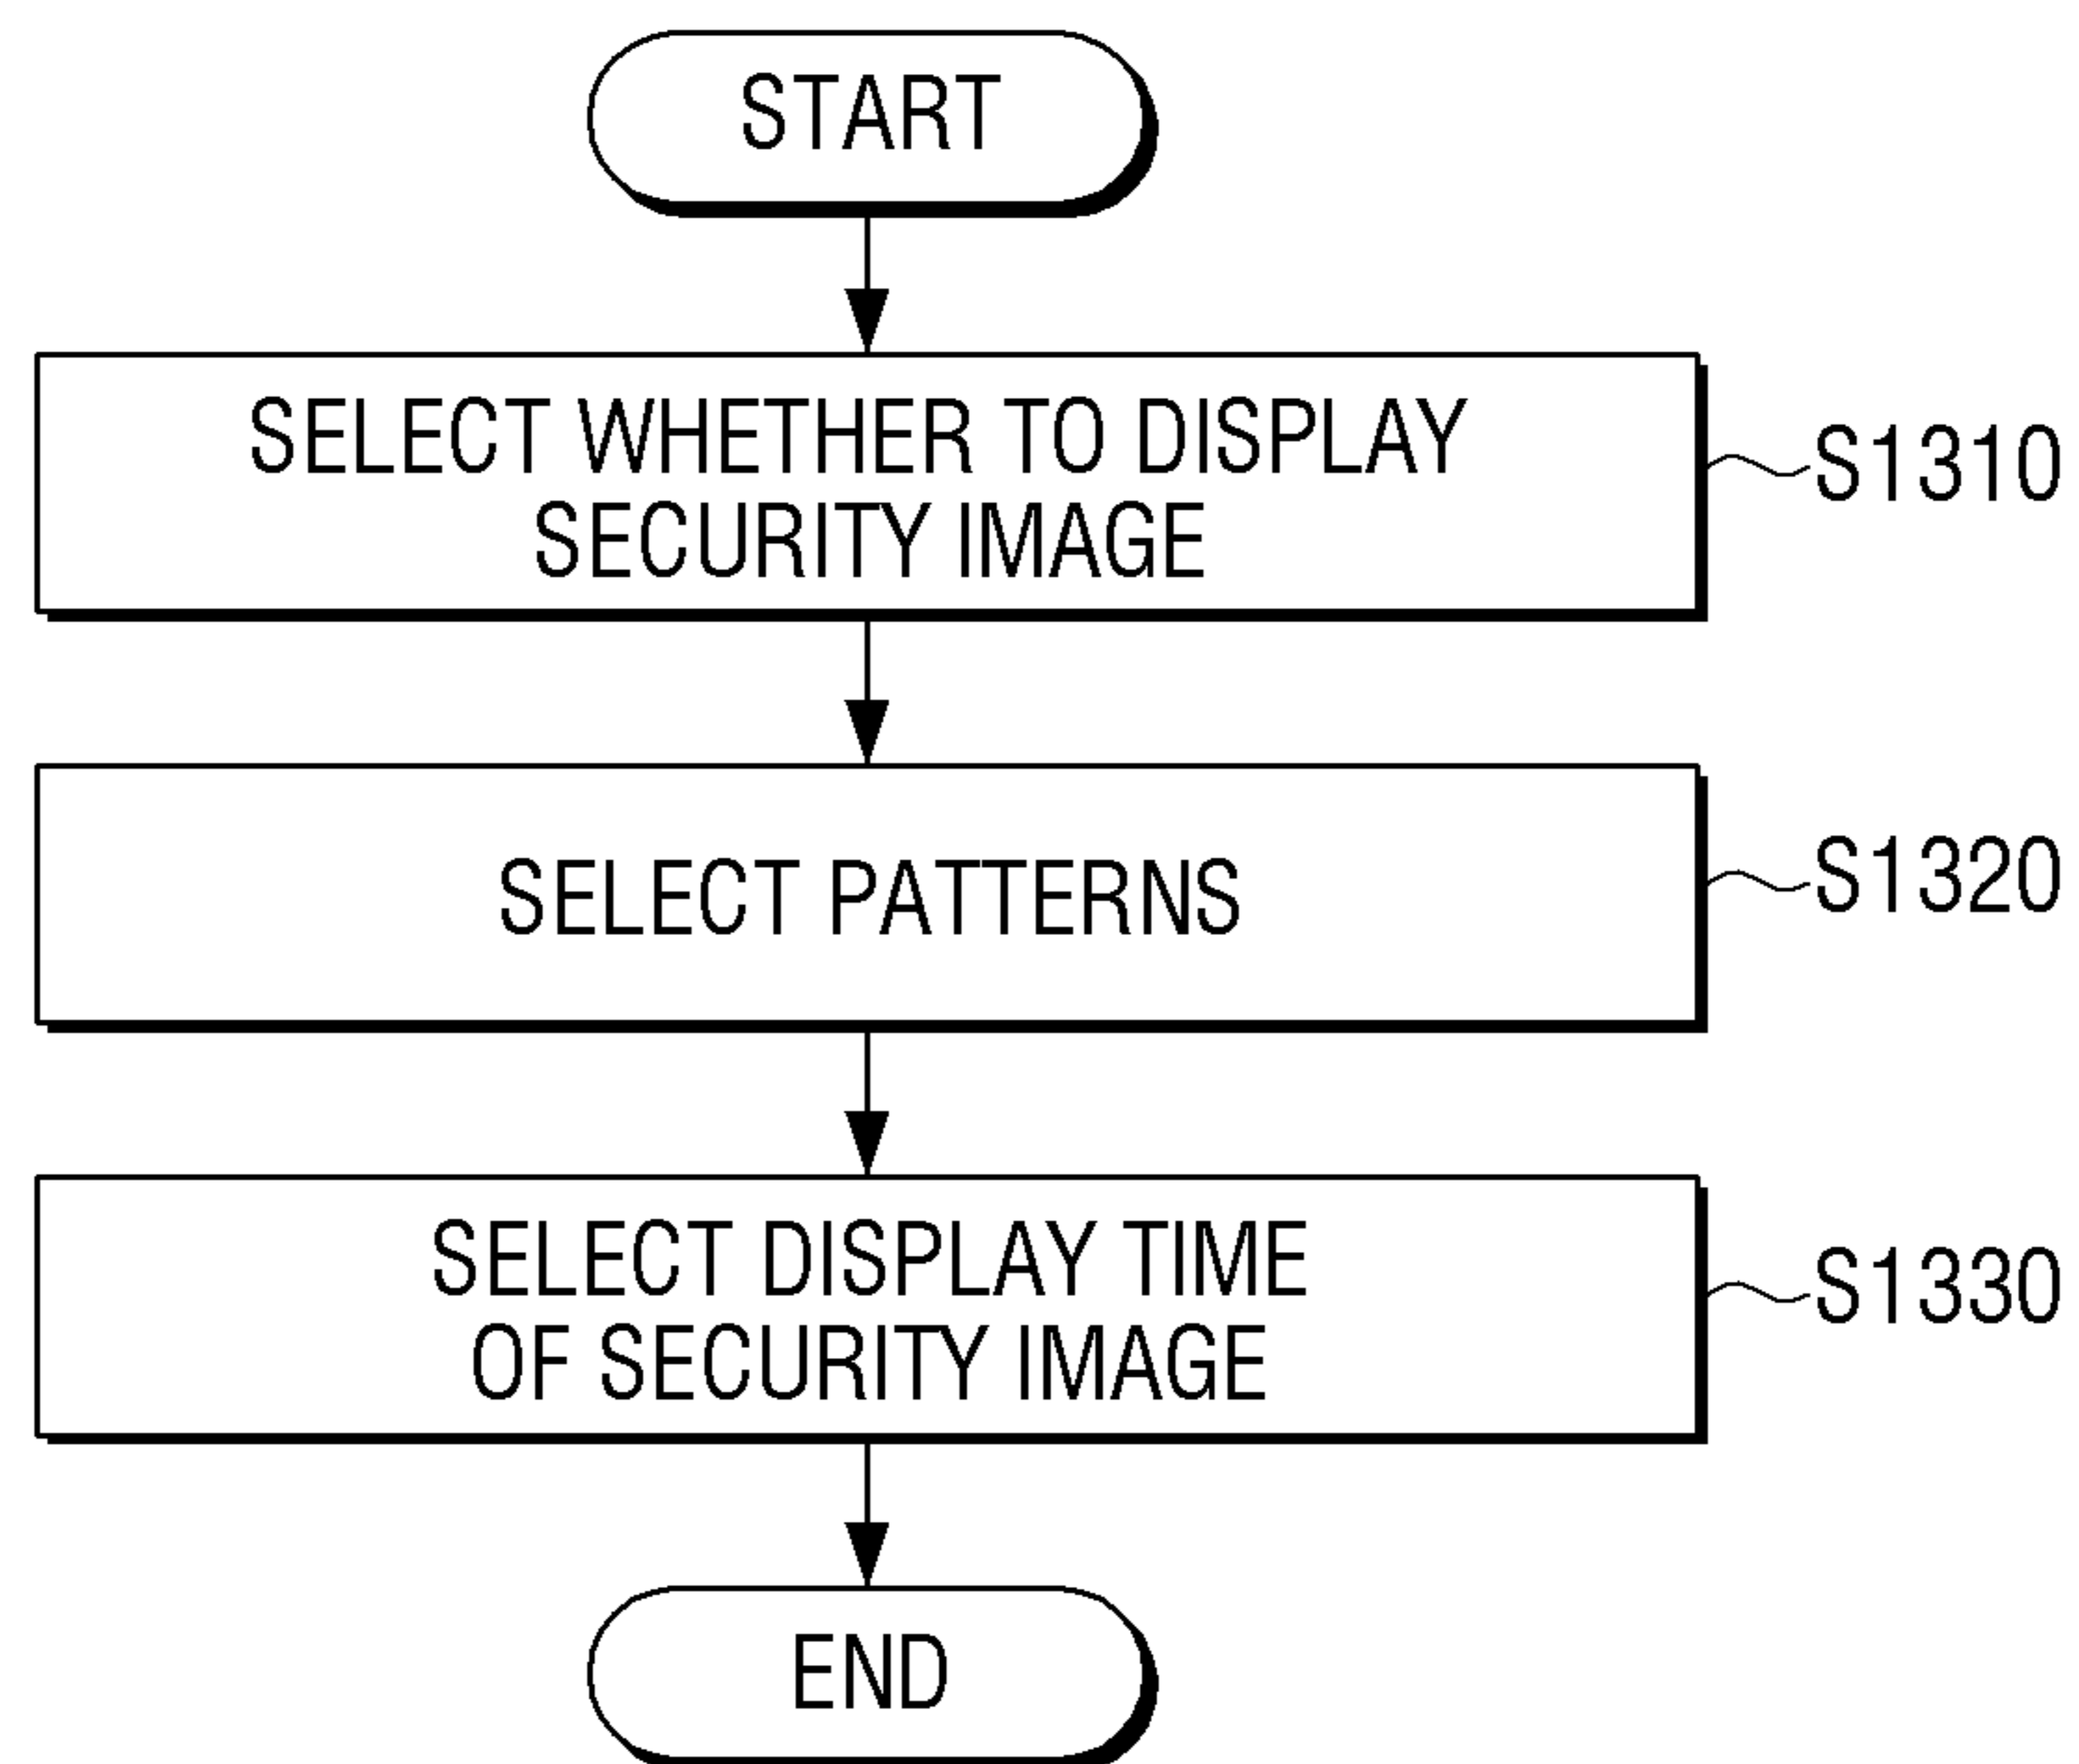 START
SELECT WHETHER TO DISPLAY
SECURITY IMAGE
S1310
SELECT PATTERNS
S1320
SELECT DISPLAY TIME
OF SECURITY IMAGE
S1330
END